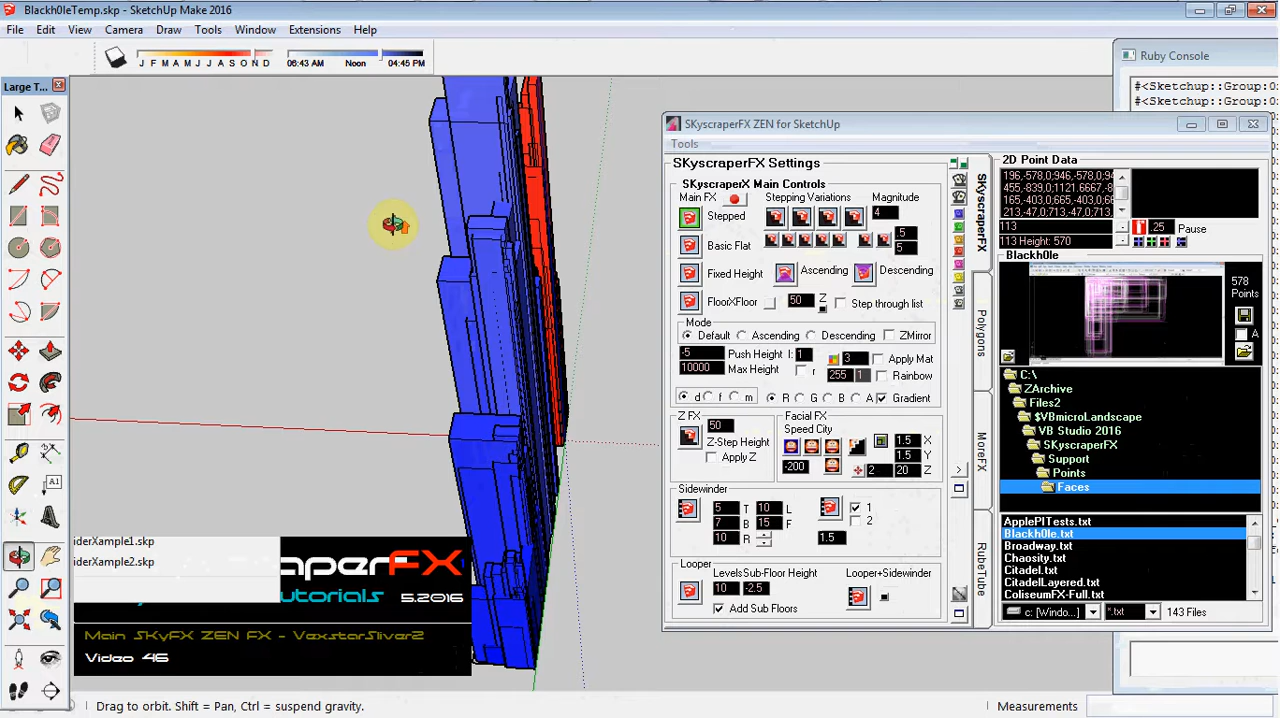 Blackh0leTemp.skp - SketchUp Make 2016
File Edit View Camera Draw Tools Window Extensions Help
J F M A M J J A S O N D
06:43 AM Noon 04:45 PM
Large T...
A1
Ruby Console
#<Sketchup::Group:0:
#<Sketchup::Group:0:
SKyscraperFX ZEN for SketchUp
Tools
SKyscraperFX Settings
SKyscraperX Main Controls
Main FX
Stepping Variations
Magnitude
Stepped
4
Basic Flat
.5
5
Fixed Height
Ascending
Descending
FloorXFloor
50
Z
Step through list
Mode
Default
Ascending
Descending
ZMirror
-5
Push Height
I:
1
3
Apply Mat
10000
Max Height
r
255
1
Rainbow
d f m
R G B A
Gradient
Z FX
50
Z-Step Height
Apply Z
Facial FX
Speed City
-200
1.5 X
1.5 Y
2
20 Z
Sidewinder
5 T 10 L
7 B 15 F
10 R
1
2
1.5
Looper
Levels
Sub-Floor Height
10
-2.5
Add Sub Floors
Looper+Sidewinder
SKyscraperFX
Polygons
MoreFX
RubeTube
2D Point Data
196,-578,0;946,-578,0;
455,-839,0;1121.6667,-
165,-403,0;665,-403,0;
213,-47,0;713,-47,0;
113
.25
Pause
113 Height: 570
Blackh0le
578
Points
A
C:\
ZArchive
Files2
$VBmicroLandscape
VB Studio 2016
SKyscraperFX
Support
Points
Faces
ApplePITests.txt
Blackh0le.txt
Broadway.txt
Chaosity.txt
Citadel.txt
CitadelLayered.txt
ColiseumFX-Full.txt
c: [Windo...]
*.txt
143 Files
iderXample1.skp
iderXample2.skp
aperFX
utorials 5.2016
Main SKyFX ZEN FX - VexstarSliver2
Video 46
Drag to orbit. Shift = Pan, Ctrl = suspend gravity.
Measurements